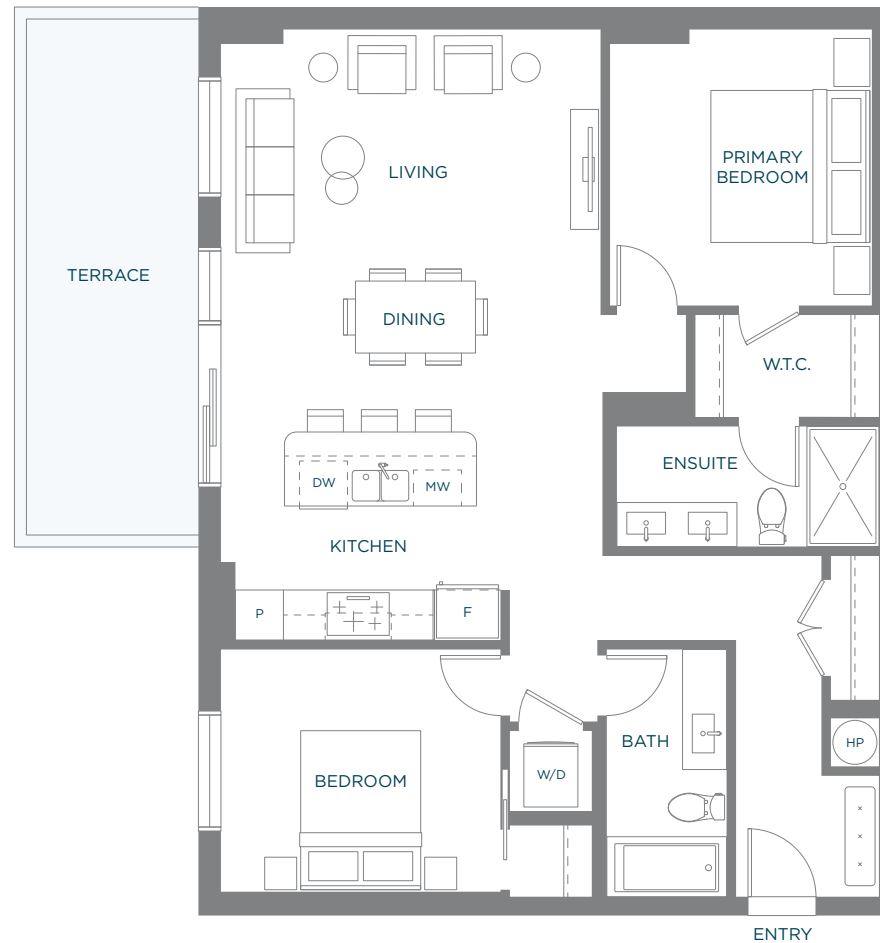 PRIMARY
BEDROOM
LIVING
TERRACE
DINING
W.T.C.
ENSUITE
DW
MW
KITCHEN
P
F
BATH
HP
W/D
BEDROOM
ENTRY